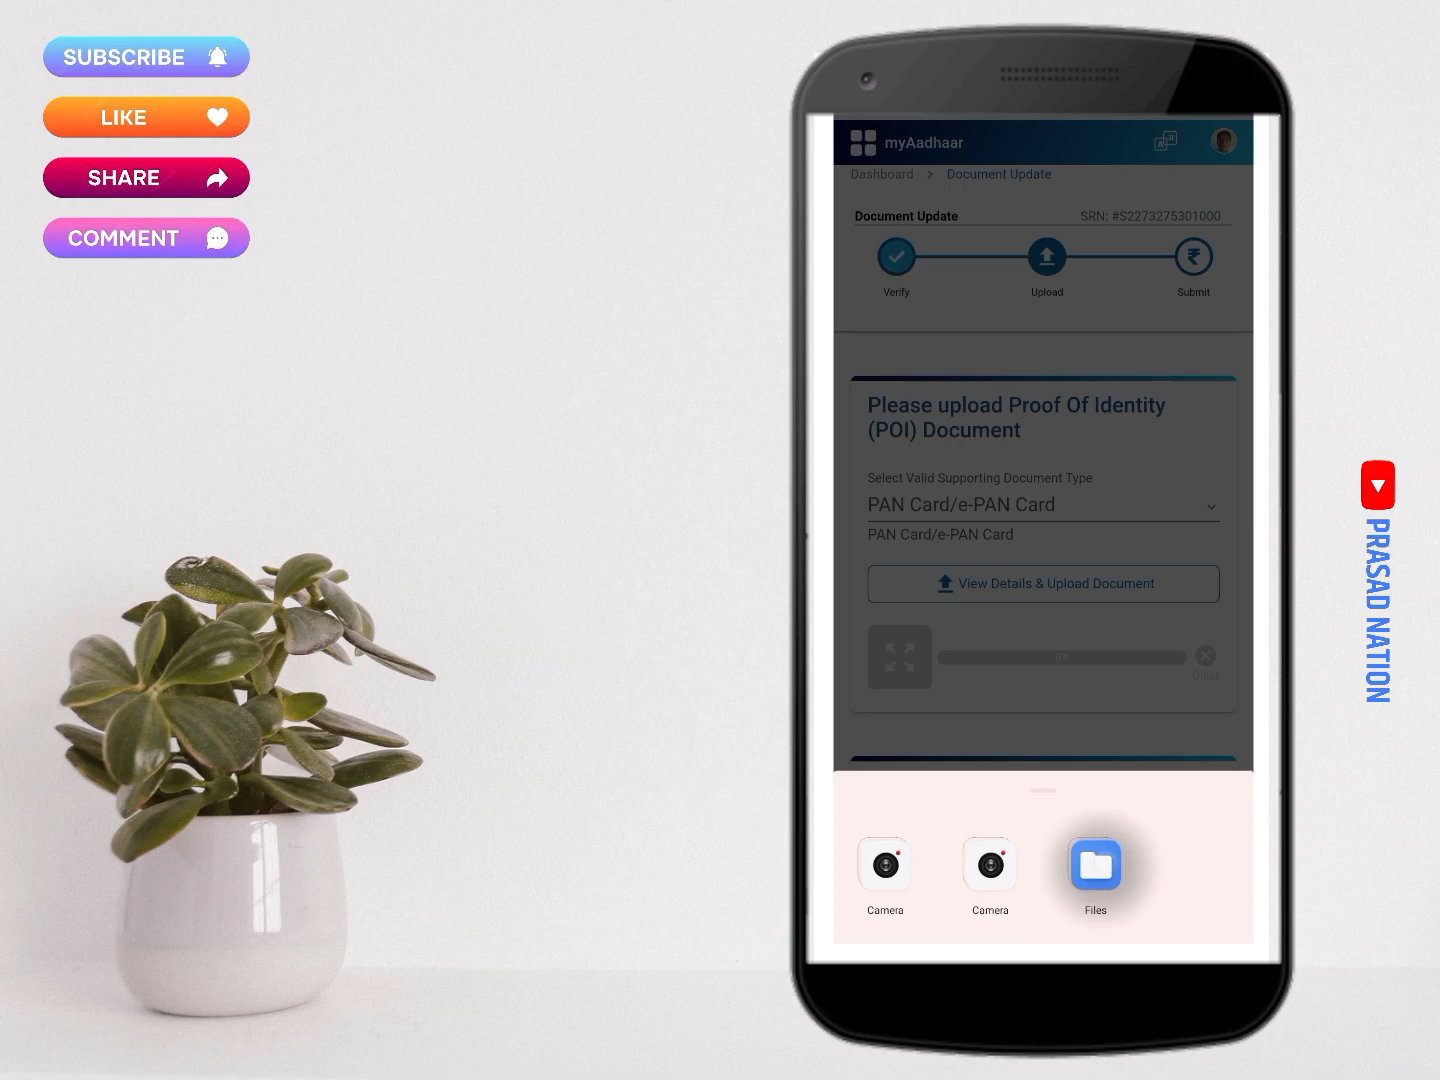 SUBSCRIBE
LIKE
SHARE
COMMENT
myAadhaar
Dashboard > Document Update
Document Update SRN: #S2273275301000
Verify Upload Submit
Please upload Proof Of Identity
(POI) Document
Select Valid Supporting Document Type
PAN Card/e-PAN Card
PAN Card/e-PAN Card
View Details & Upload Document
0%
Clear
Camera Camera Files
PRASAD NATION